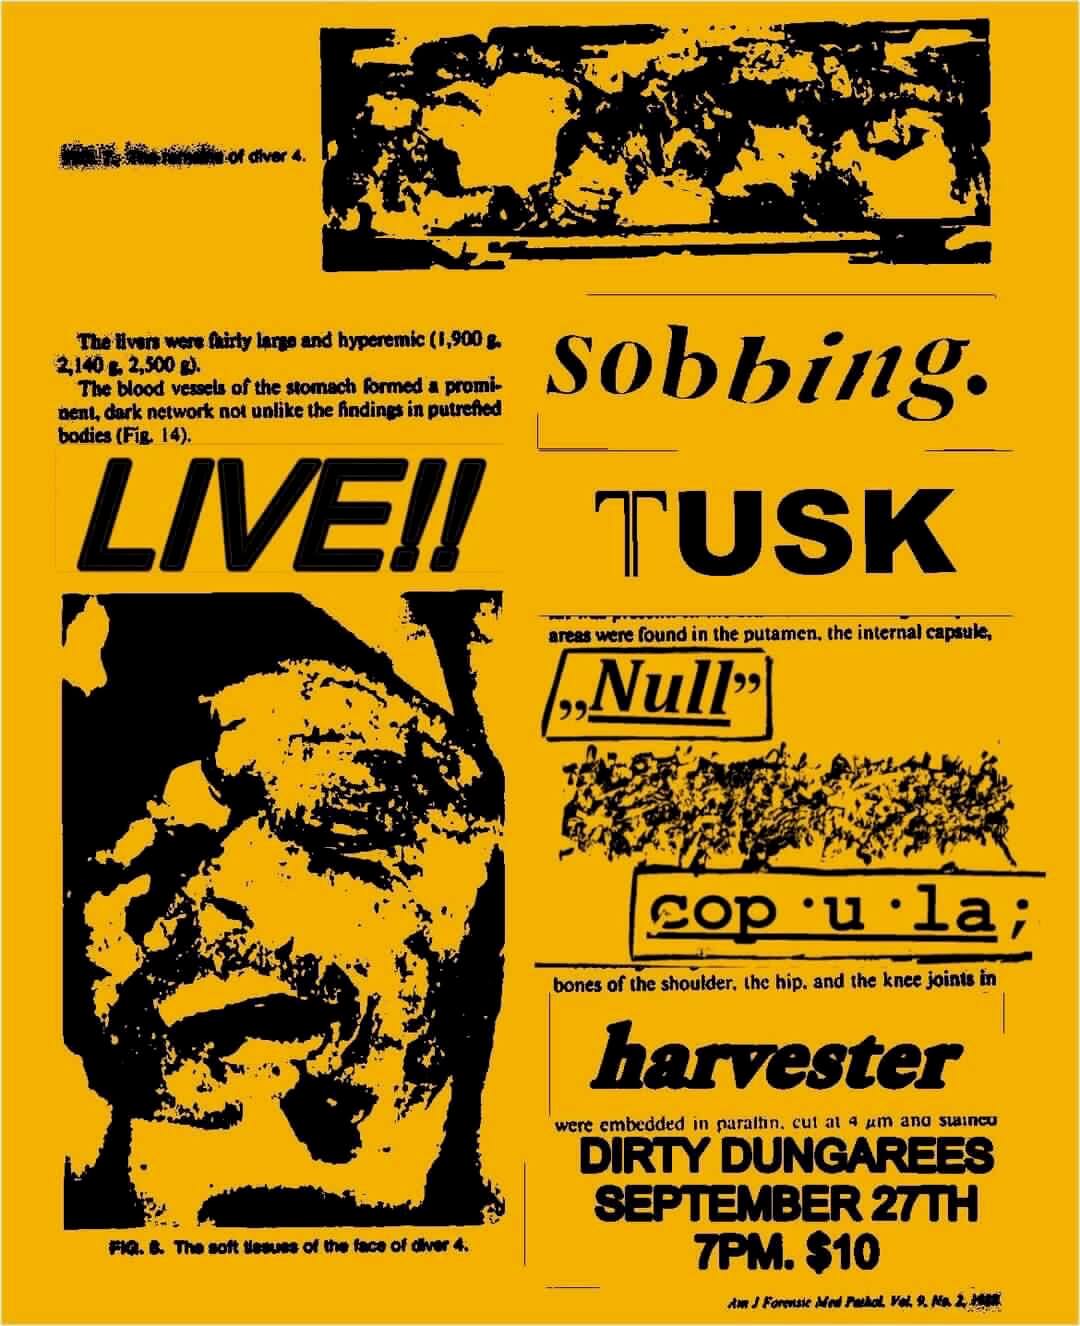 The remains of diver 4.
The livers were fairly large and hyperemic (1,900 g,
2,140 g, 2,500 g).
The blood vessels of the stomach formed a promi-
nent, dark network not unlike the findings in putrefied
bodies (Fig. 14).
LIVE!!
FIG. 8. The soft tissues of the face of diver 4.
sobbing.
TUSK
areas were found in the putamen, the internal capsule,
„Null”
cop·u·la;
bones of the shoulder, the hip, and the knee joints in
harvester
were embedded in paraffin, cut at 4 µm and stained
DIRTY DUNGAREES
SEPTEMBER 27TH
7PM. $10
Am J Forensic Med Pathol, Vol. 9, No. 2,